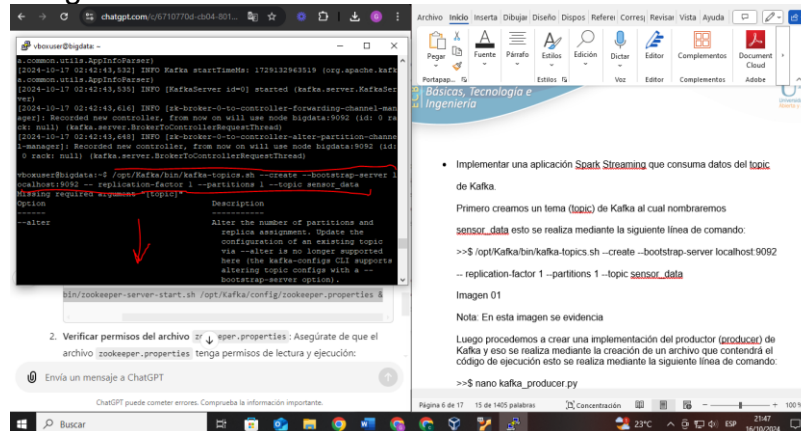 chatgpt.com/c/6710770d-cb04-801...
vboxuser@bigdata: ~
a.common.utils.AppInfoParser)
[2024-10-17 02:42:43,532] INFO Kafka startTimeMs: 1729132963519 (org.apache.kafk
a.common.utils.AppInfoParser)
[2024-10-17 02:42:43,535] INFO [KafkaServer id=0] started (kafka.server.KafkaSer
ver)
[2024-10-17 02:42:43,616] INFO [zk-broker-0-to-controller-forwarding-channel-man
ager]: Recorded new controller, from now on will use node bigdata:9092 (id: 0 ra
ck: null) (kafka.server.BrokerToControllerRequestThread)
[2024-10-17 02:42:43,648] INFO [zk-broker-0-to-controller-alter-partition-channe
l-manager]: Recorded new controller, from now on will use node bigdata:9092 (id:
0 rack: null) (kafka.server.BrokerToControllerRequestThread)
vboxuser@bigdata:~$ /opt/Kafka/bin/kafka-topics.sh --create --bootstrap-server l
ocalhost:9092 -- replication-factor 1 --partitions 1 --topic sensor_data
Missing required argument "[topic]"
Option Description
------ -----------
--alter Alter the number of partitions and
replica assignment. Update the
configuration of an existing topic
via --alter is no longer supported
here (the kafka-configs CLI supports
altering topic configs with a --
bootstrap-server option).
bin/zookeeper-server-start.sh /opt/Kafka/config/zookeeper.properties &
2. Verificar permisos del archivo eper.properties : Asegúrate de que el
archivo zookeeper.properties tenga permisos de lectura y ejecución:
Envía un mensaje a ChatGPT
ChatGPT puede cometer errores. Comprueba la información importante.
Archivo Inicio Inserta Dibujar Diseño Dispos Referei Corresj Revisar Vista Ayuda
Pegar Fuente Párrafo Estilos Edición Dictar Editor Complementos Document
Cloud
Portapap... Estilos Voz Editor Complementos Adobe
Básicas, Tecnología e
Ingeniería
• Implementar una aplicación Spark Streaming que consuma datos del topic
de Kafka.
Primero creamos un tema (topic) de Kafka al cual nombraremos
sensor_data esto se realiza mediante la siguiente línea de comando:
>>$ /opt/Kafka/bin/kafka-topics.sh –create –bootstrap-server localhost:9092
-- replication-factor 1 --partitions 1 --topic sensor_data
Imagen 01
Nota: En esta imagen se evidencia
Luego procedemos a crear una implementación del productor (producer) de
Kafka y eso se realiza mediante la creación de un archivo que contendrá el
código de ejecución esto se realiza mediante la siguiente línea de comando:
>>$ nano kafka_producer.py
Página 6 de 17 15 de 1405 palabras Concentración 100 %
Buscar 23°C ESP 21:47
16/10/2024